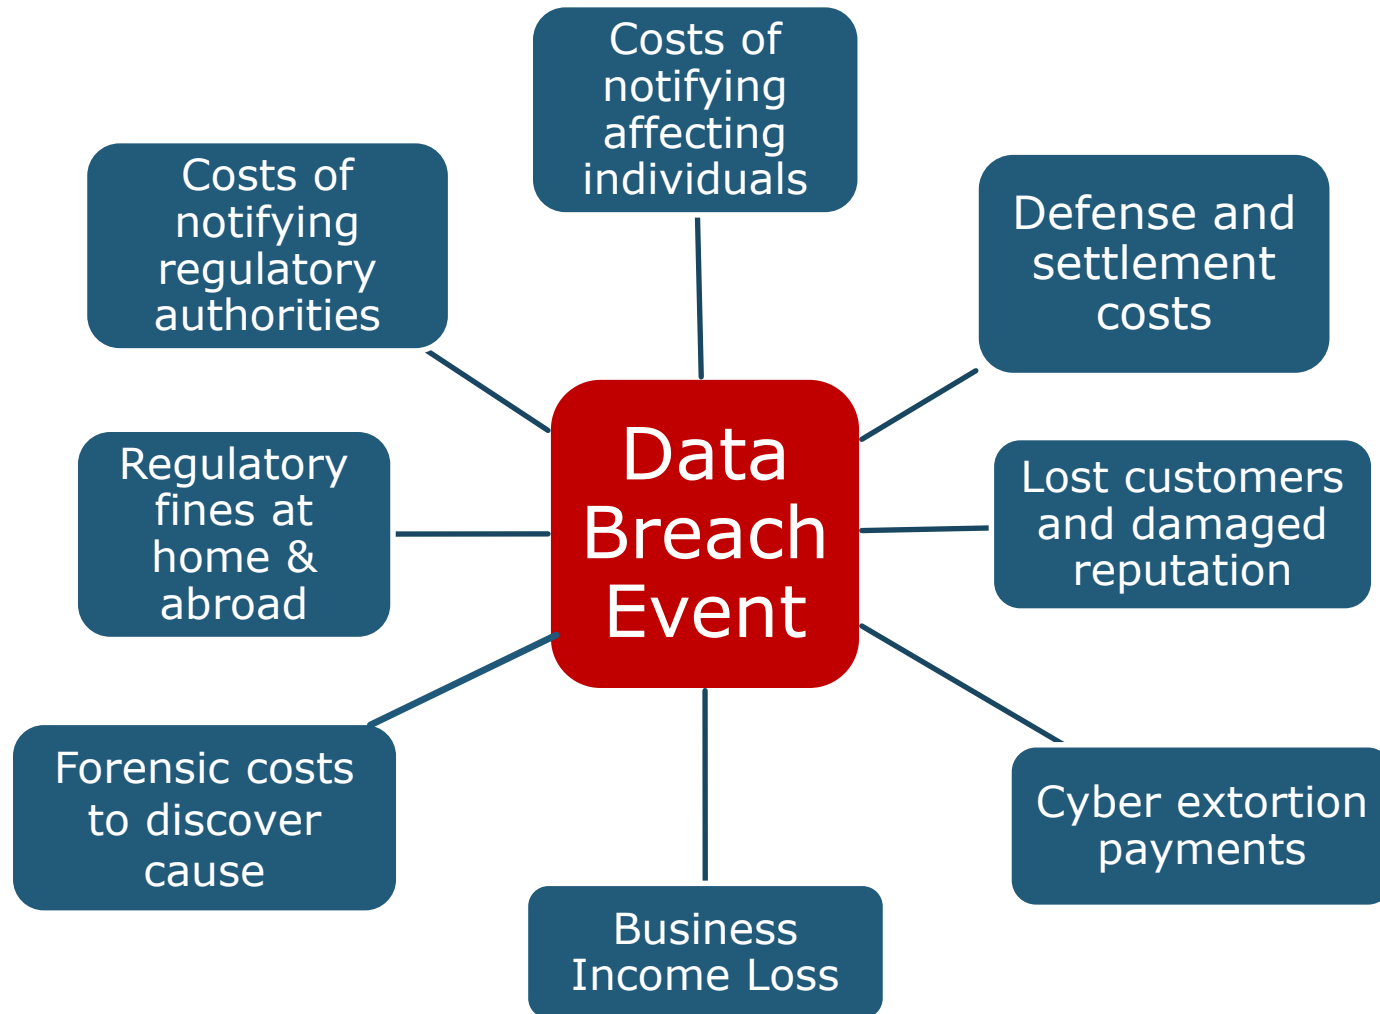 Costs of
notifying
affecting
individuals
Costs of
notifying
regulatory
authorities
Defense and
settlement
costs
Data
Breach
Event
Regulatory
fines at
home &
abroad
Lost customers
and damaged
reputation
Forensic costs
to discover
cause
Cyber extortion
payments
Business
Income Loss